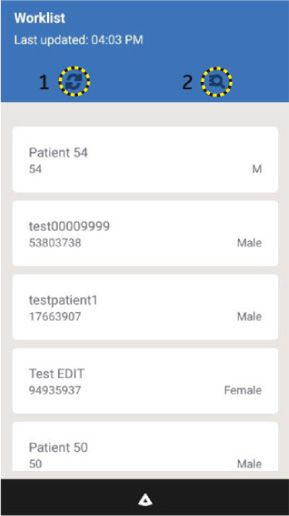 Worklist
Last updated: 04:03 PM
1 2
Patient 54
54 M
test00009999
53803738 Male
testpatient1
17663907 Male
Test EDIT
94935937 Female
Patient 50
50 Male